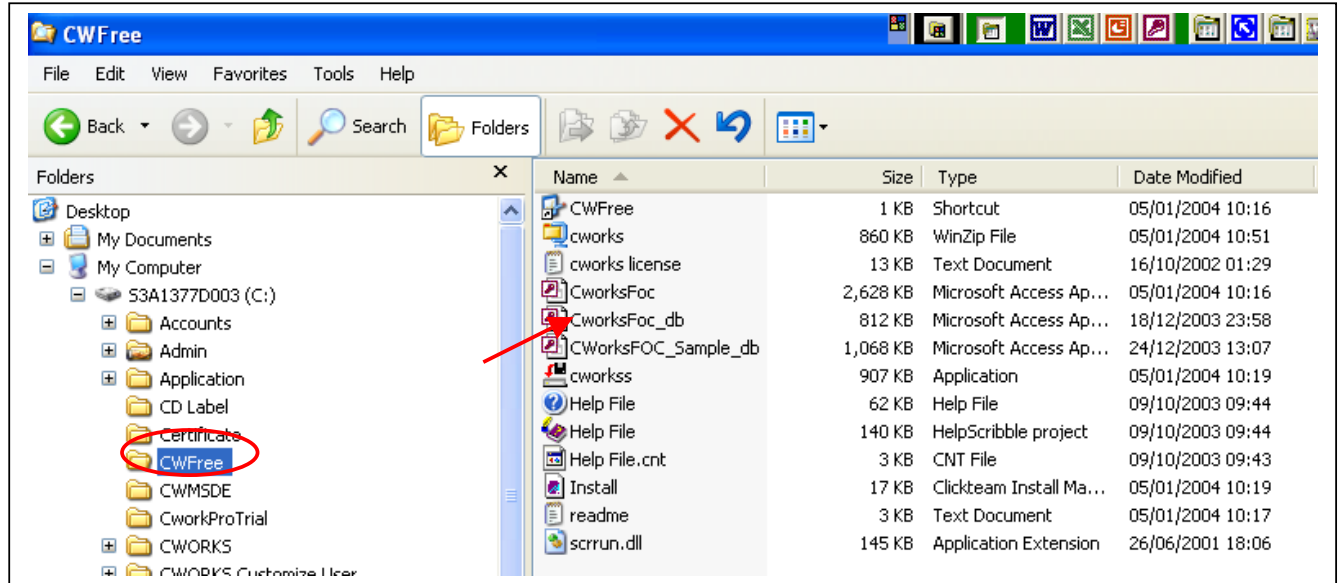 CWFree
File Edit View Favorites Tools Help
Back Search Folders
Folders x Name Size Type Date Modified
Desktop CWFree 1 KB Shortcut 05/01/2004 10:16
My Documents cworks 860 KB WinZip File 05/01/2004 10:51
My Computer cworks license 13 KB Text Document 16/10/2002 01:29
S3A1377D003 (C:) CworksFoc 2,628 KB Microsoft Access Ap... 05/01/2004 10:16
Accounts CworksFoc_db 812 KB Microsoft Access Ap... 18/12/2003 23:58
Admin CWorksFOC_Sample_db 1,068 KB Microsoft Access Ap... 24/12/2003 13:07
Application cworkss 907 KB Application 05/01/2004 10:19
CD Label Help File 62 KB Help File 09/10/2003 09:44
Certificate Help File 140 KB HelpScribble project 09/10/2003 09:44
CWFree Help File.cnt 3 KB CNT File 09/10/2003 09:43
CWMSDE Install 17 KB Clickteam Install Ma... 05/01/2004 10:19
CworkProTrial readme 3 KB Text Document 05/01/2004 10:17
CWORKS scrrun.dll 145 KB Application Extension 26/06/2001 18:06
CWORKS Customize User